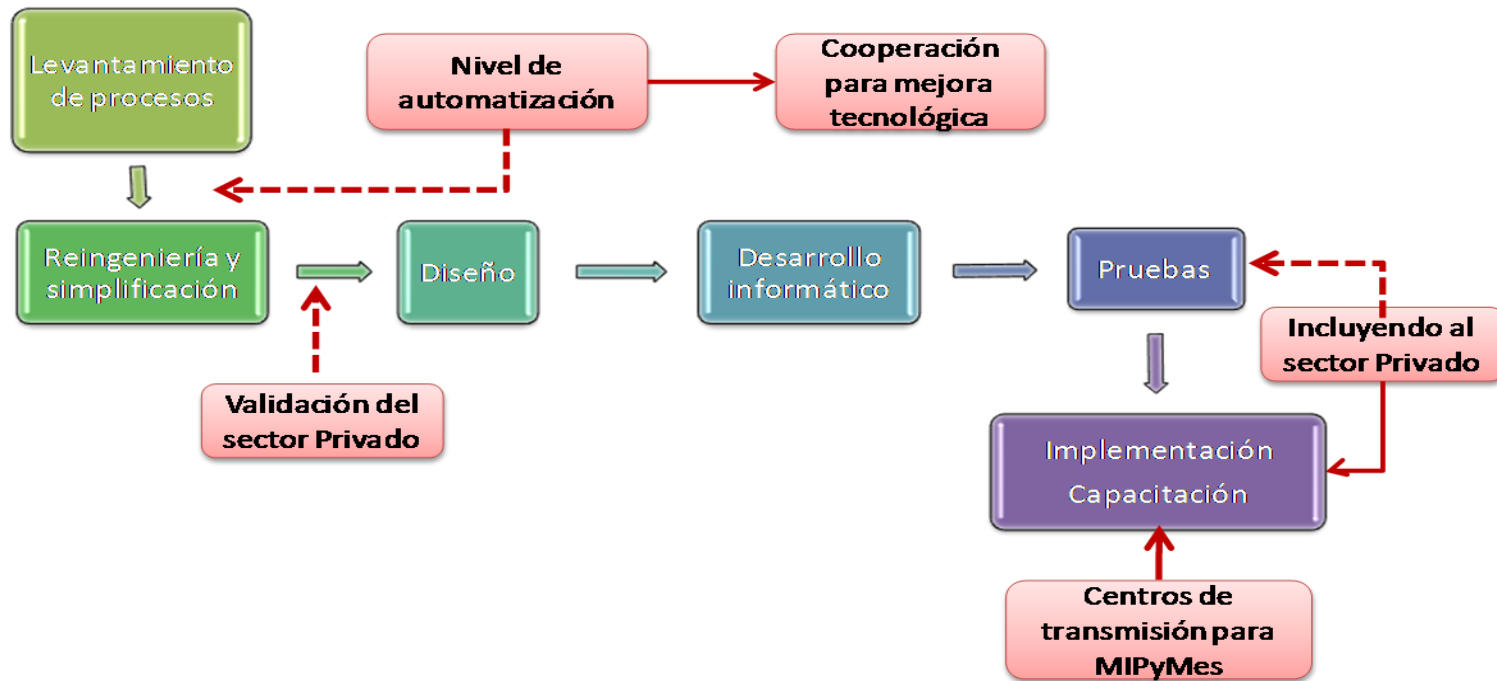 Levantamiento
de procesos
Nivel de
automatización
Cooperación
para mejora
tecnológica
Reingeniería y
simplificación
Diseño
Desarrollo
informático
Pruebas
Incluyendo al
sector Privado
Validación del
sector Privado
Implementación
Capacitación
Centros de
transmisión para
MIPyMes